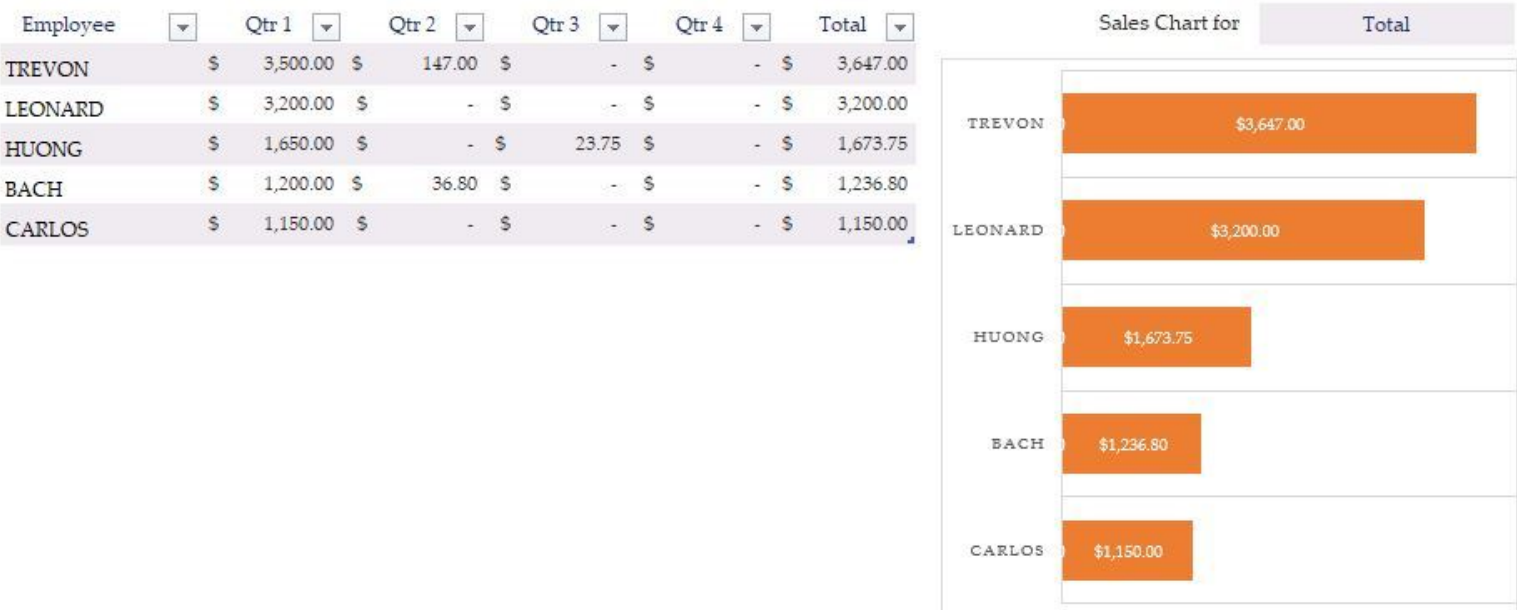 Employee Qtr 1 Qtr 2 Qtr 3 Qtr 4 Total
TREVON $ 3,500.00 $ 147.00 $ - $ - $ 3,647.00
LEONARD $ 3,200.00 $ - $ - $ - $ 3,200.00
HUONG $ 1,650.00 $ - $ 23.75 $ - $ 1,673.75
BACH $ 1,200.00 $ 36.80 $ - $ - $ 1,236.80
CARLOS $ 1,150.00 $ - $ - $ - $ 1,150.00
Sales Chart for Total
TREVON $3,647.00
LEONARD $3,200.00
HUONG $1,673.75
BACH $1,236.80
CARLOS $1,150.00